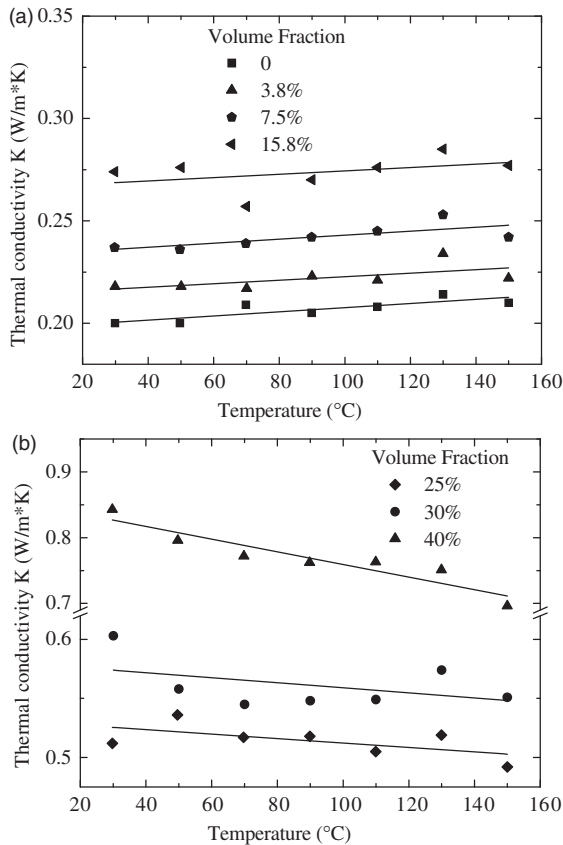 (a)
0.35
0.30
0.25
0.20
Thermal conductivity K (W/m*K)
Volume Fraction
0
3.8%
7.5%
15.8%
20 40 60 80 100 120 140 160
Temperature (°C)
(b)
0.9
0.8
0.7
0.6
0.5
Thermal conductivity K (W/m*K)
Volume Fraction
25%
30%
40%
20 40 60 80 100 120 140 160
Temperature (°C)